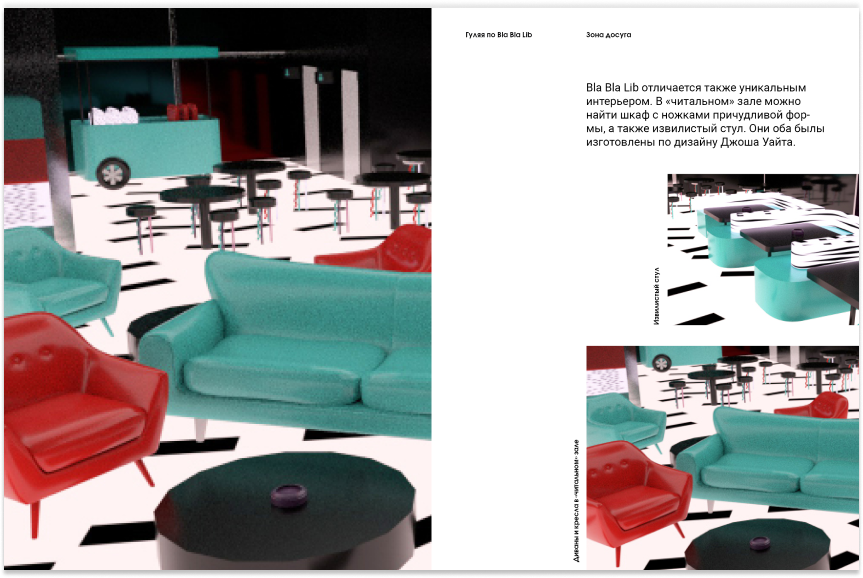 Гуляя по Bla Bla Lib
Зона досуга
Bla Bla Lib отличается также уникальным
интерьером. В «читальном» зале можно
найти шкаф с ножками причудливой фор-
мы, а также извилистый стул. Они оба были
изготовлены по дизайну Джоша Уайта.
Извилистый стул
Диваны и кресла в «читальном» зале